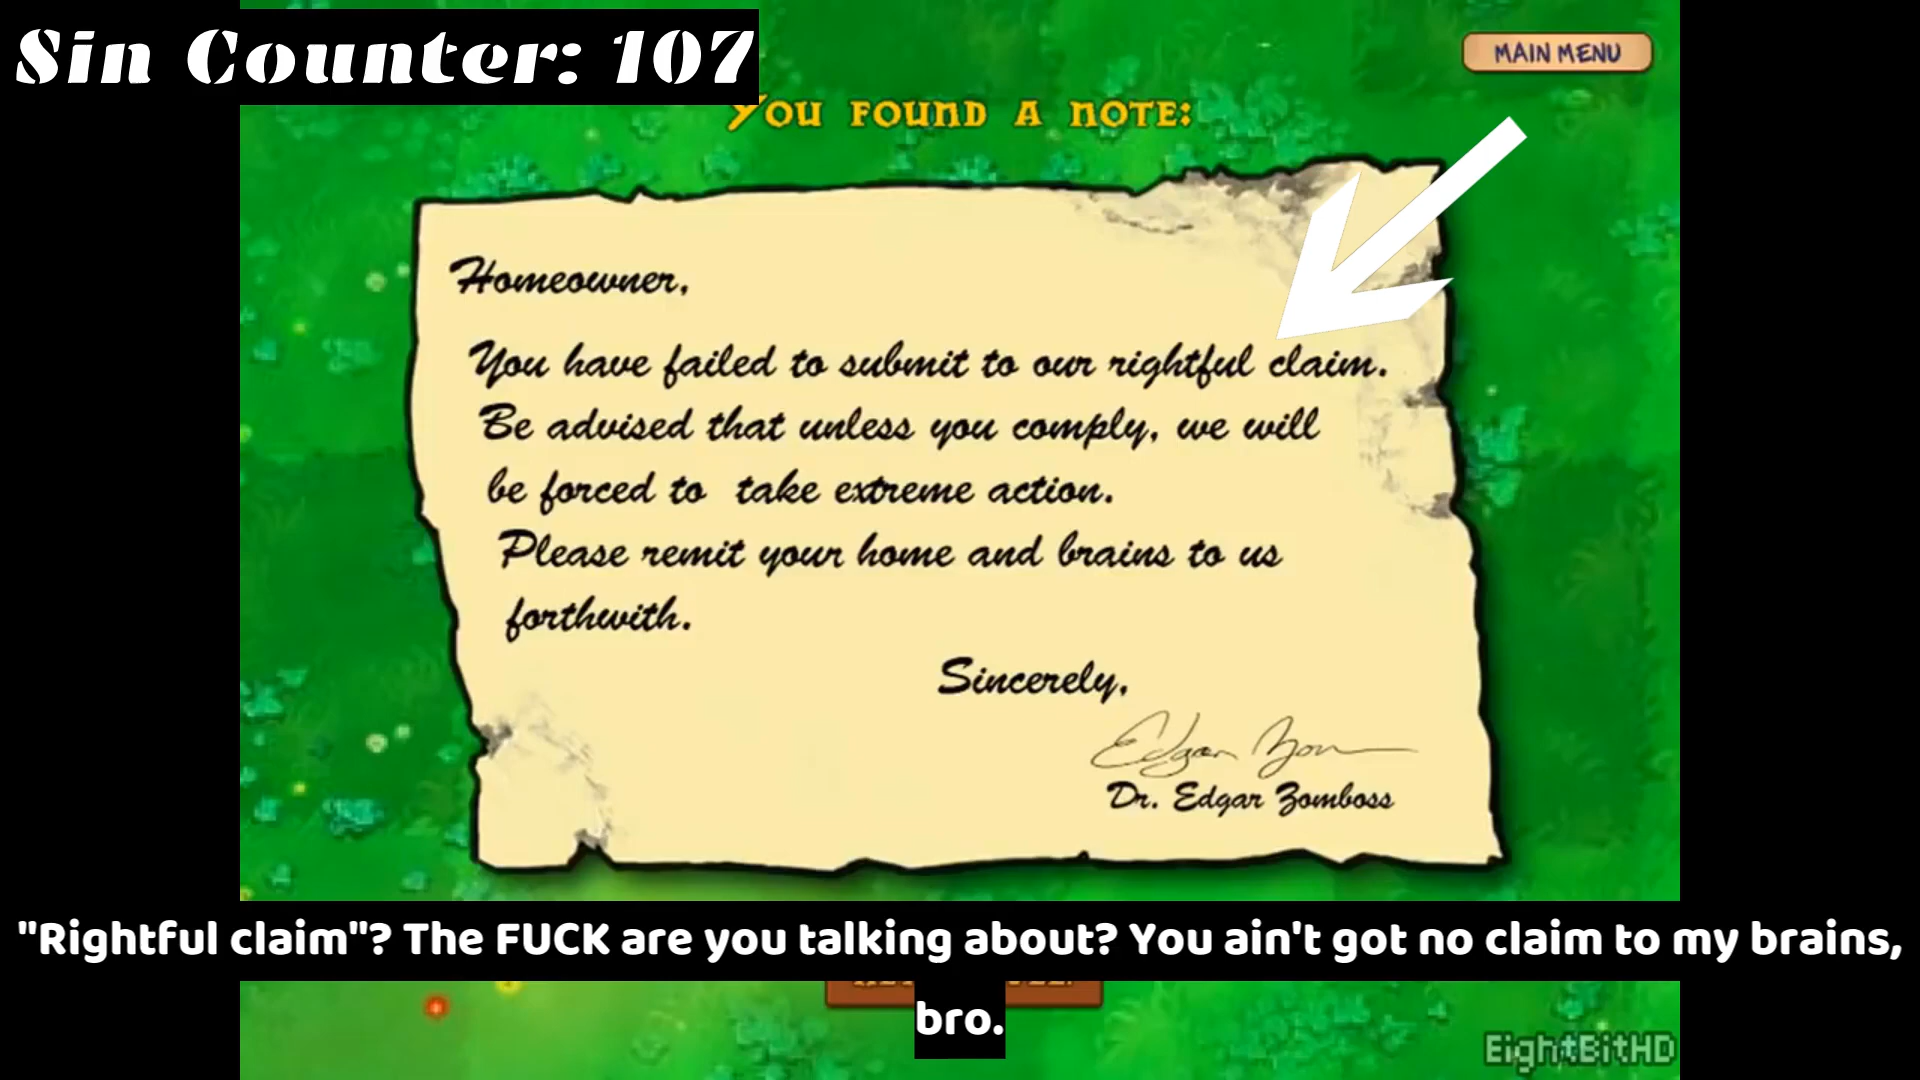 Sin Counter: 107
MAIN MENU
YOU FOUND A NOTE:
Homeowner,
You have failed to submit to our rightful claim.
Be advised that unless you comply, we will
be forced to take extreme action.
Please remit your home and brains to us
forthwith.
Sincerely,
Edgar Zom
Dr. Edgar Zomboss
"Rightful claim"? The FUCK are you talking about? You ain't got no claim to my brains,
bro.
EightBitHD